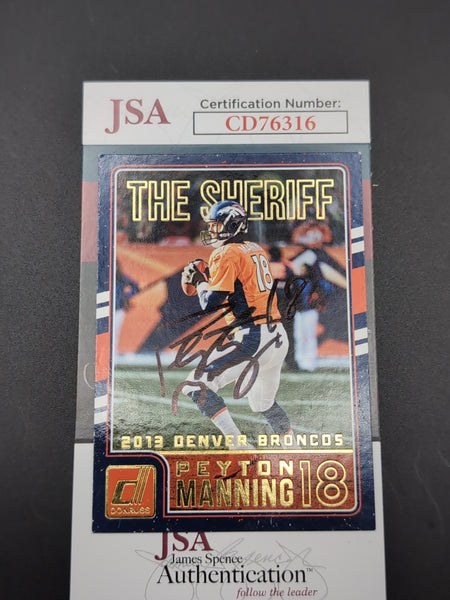 JSA
Certification Number:
CD76316
THE SHERIFF
18
2013 DENVER BRONCOS
PEYTON
MANNING 18
DONRUSS
JSA
James Spence
Authentication™
follow the leader